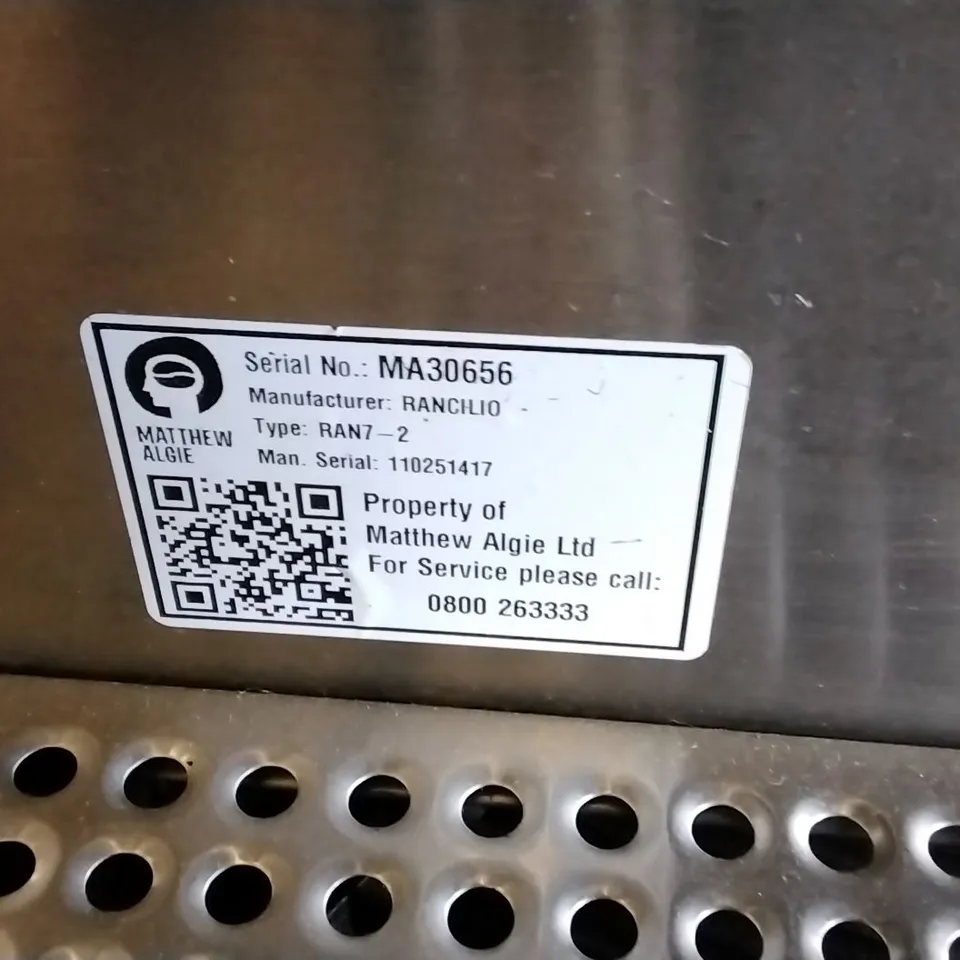 Serial No.: MA30656
Manufacturer: RANCILIO
Type: RAN7-2
Man. Serial: 110251417
MATTHEW
ALGIE
Property of
Matthew Algie Ltd
For Service please call:
0800 263333